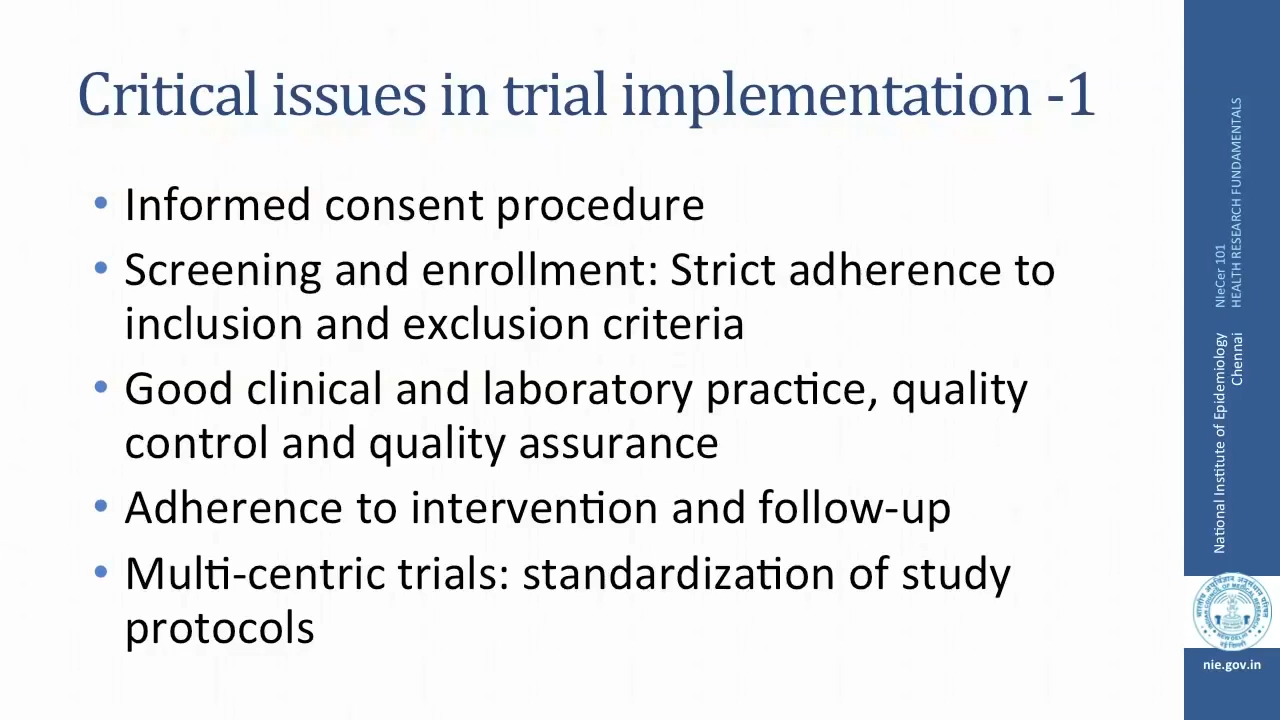 Critical issues in trial implementation -1
• Informed consent procedure
• Screening and enrollment: Strict adherence to
inclusion and exclusion criteria
• Good clinical and laboratory practice, quality
control and quality assurance
• Adherence to intervention and follow-up
• Multi-centric trials: standardization of study
protocols
NIeCer 101
HEALTH RESEARCH FUNDAMENTALS
National Institute of Epidemiology
Chennai
nie.gov.in